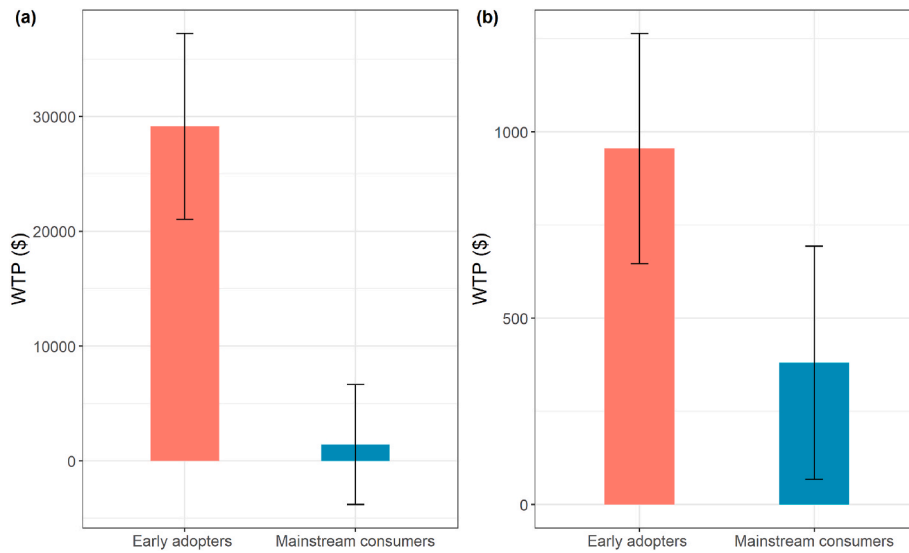 (a)
WTP ($)
30000
20000
10000
0
Early adopters
Mainstream consumers
(b)
WTP ($)
1000
500
0
Early adopters
Mainstream consumers